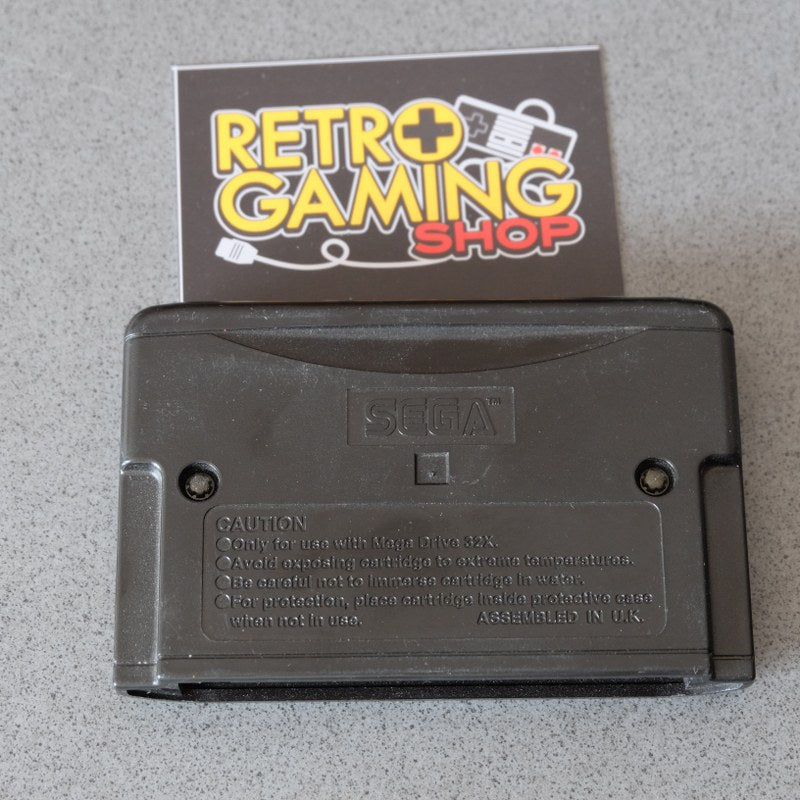 RETRO
GAMING
SHOP
SEGA™
CAUTION
○Only for use with Mega Drive 32X.
○Avoid exposing cartridge to extreme temperatures.
○Be careful not to immerse cartridge in water.
○For protection, place cartridge inside protective case
when not in use. ASSEMBLED IN U.K.